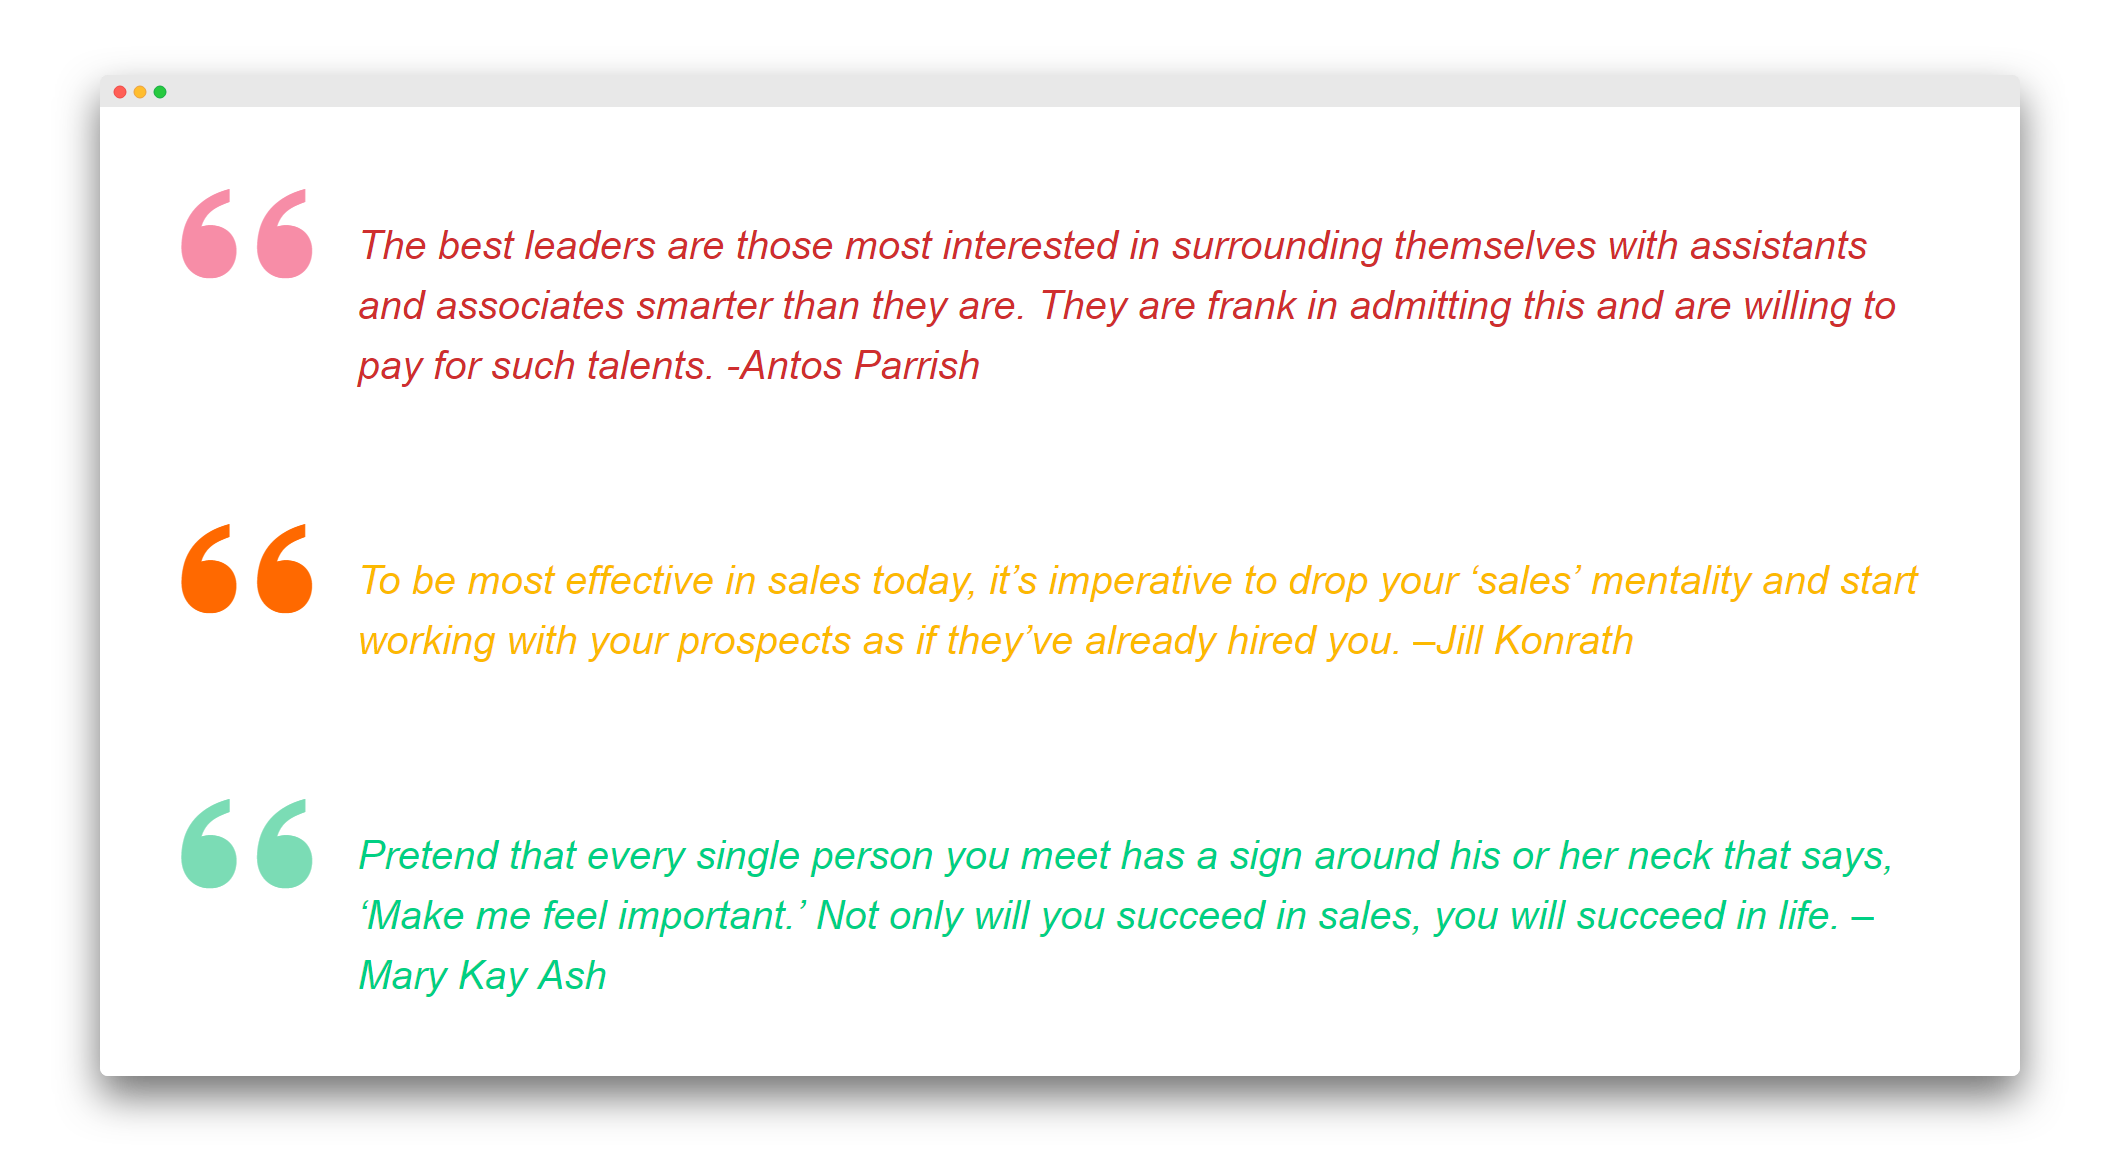 The best leaders are those most interested in surrounding themselves with assistants
and associates smarter than they are. They are frank in admitting this and are willing to
pay for such talents. -Antos Parrish
To be most effective in sales today, it’s imperative to drop your ‘sales’ mentality and start
working with your prospects as if they’ve already hired you. –Jill Konrath
Pretend that every single person you meet has a sign around his or her neck that says,
‘Make me feel important.’ Not only will you succeed in sales, you will succeed in life. –
Mary Kay Ash